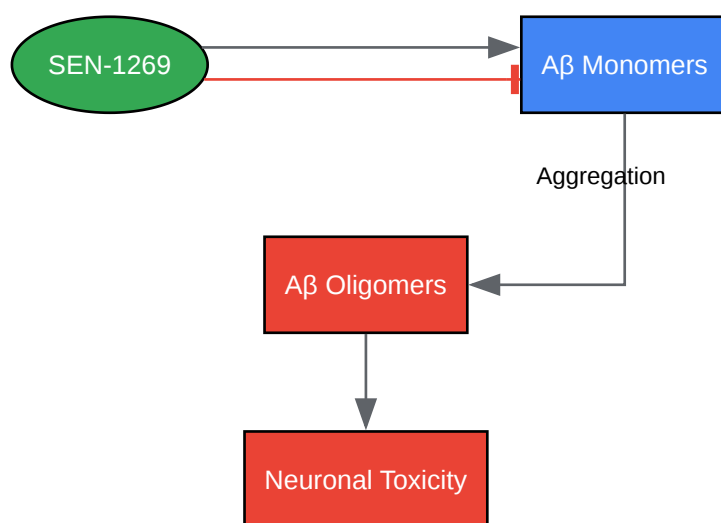 SEN-1269
Aβ Monomers
Aggregation
Aβ Oligomers
Neuronal Toxicity